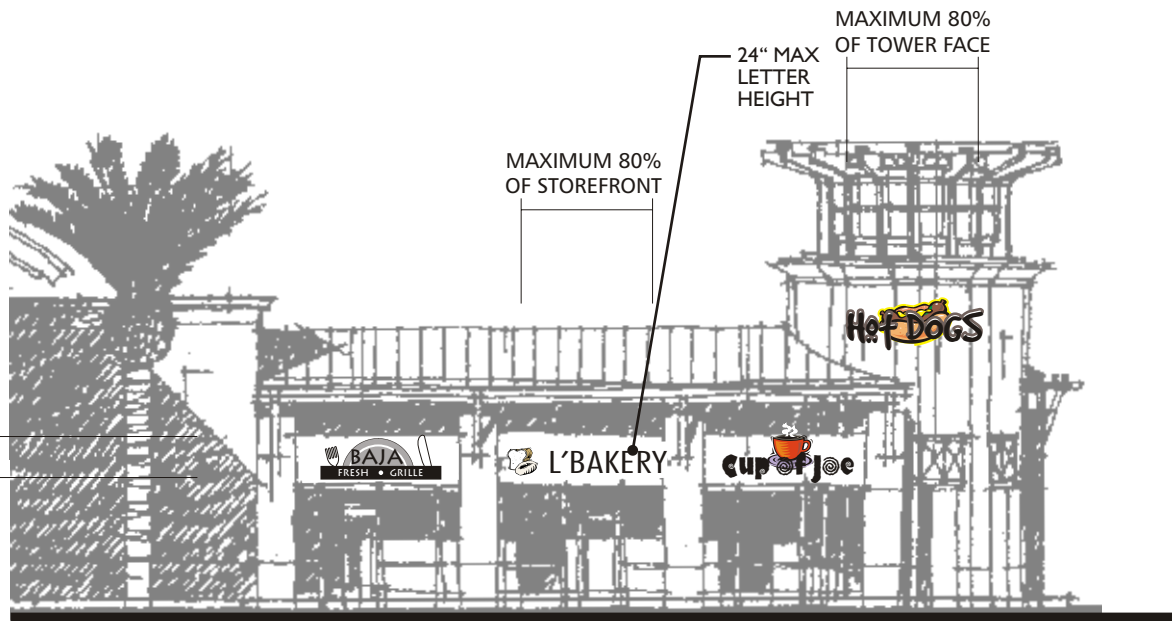 MAXIMUM 80%
OF TOWER FACE
24“ MAX
LETTER
HEIGHT
MAXIMUM 80%
OF STOREFRONT
HOT DOGS
BAJA
FRESH • GRILLE
L'BAKERY
Cup of Joe